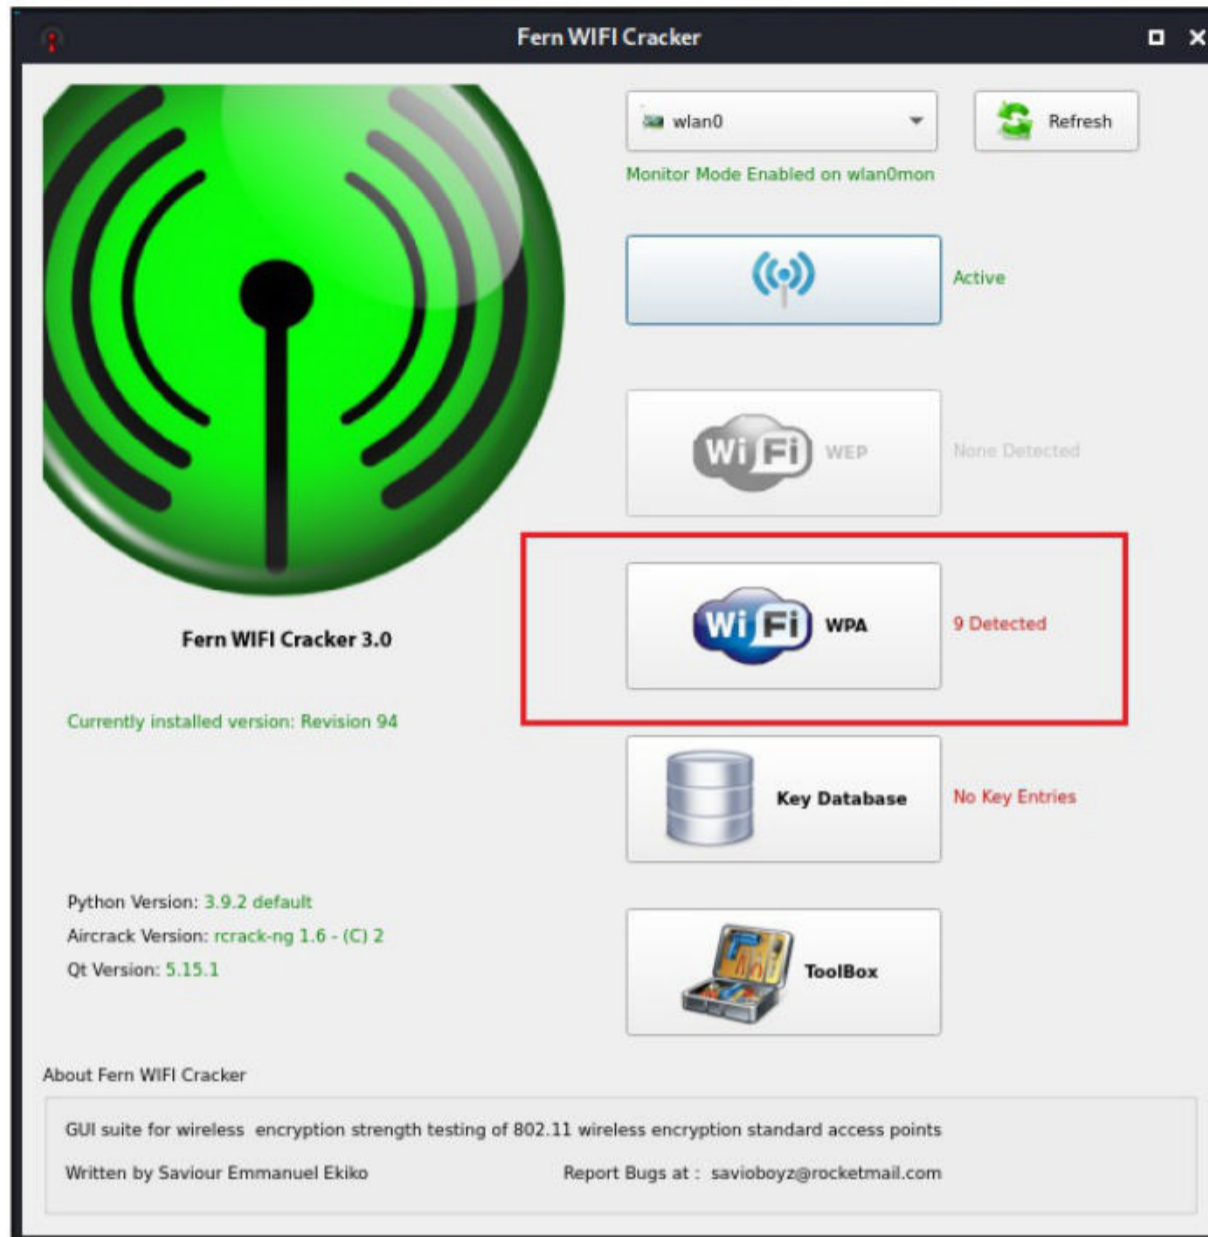 Fern WIFI Cracker
wlan0
Refresh
Monitor Mode Enabled on wlan0mon
Active
WiFi WEP
None Detected
WiFi WPA
9 Detected
Fern WIFI Cracker 3.0
Currently installed version: Revision 94
Key Database
No Key Entries
Python Version: 3.9.2 default
Aircrack Version: rcrack-ng 1.6 - (C) 2
Qt Version: 5.15.1
ToolBox
About Fern WIFI Cracker
GUI suite for wireless encryption strength testing of 802.11 wireless encryption standard access points
Written by Saviour Emmanuel Ekiko
Report Bugs at : savioboyz@rocketmail.com